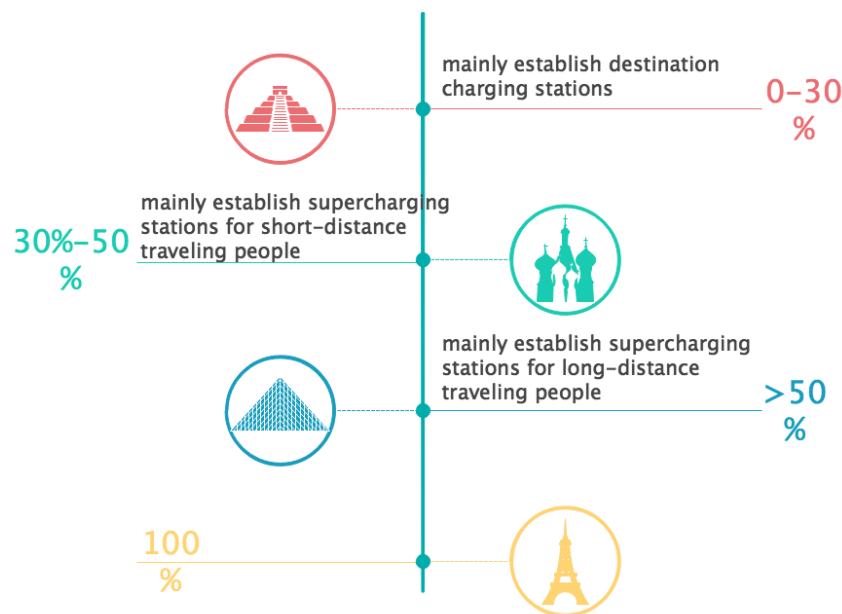 mainly establish destination
charging stations
0-30
%
mainly establish supercharging
stations for short-distance
traveling people
30%-50
%
mainly establish supercharging
stations for long-distance
traveling people
>50
%
100
%